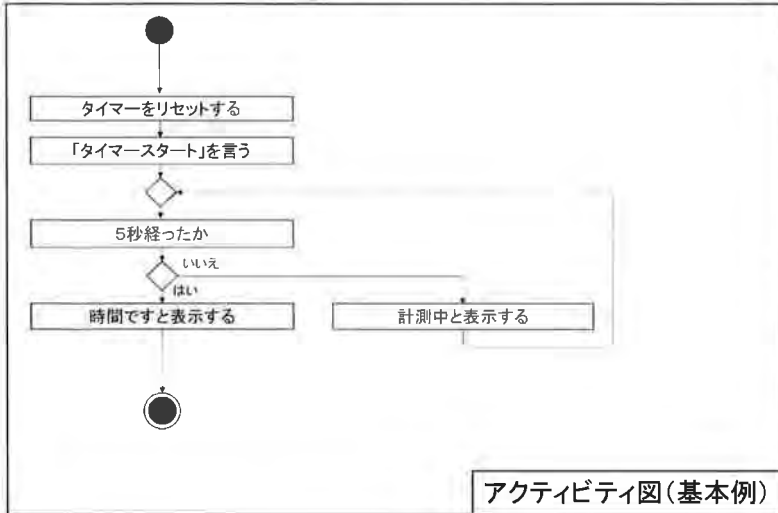 タイマーをリセットする
「タイマースタート」を言う
5秒経ったか
いいえ
はい
時間ですと表示する
計測中と表示する
アクティビティ図(基本例)